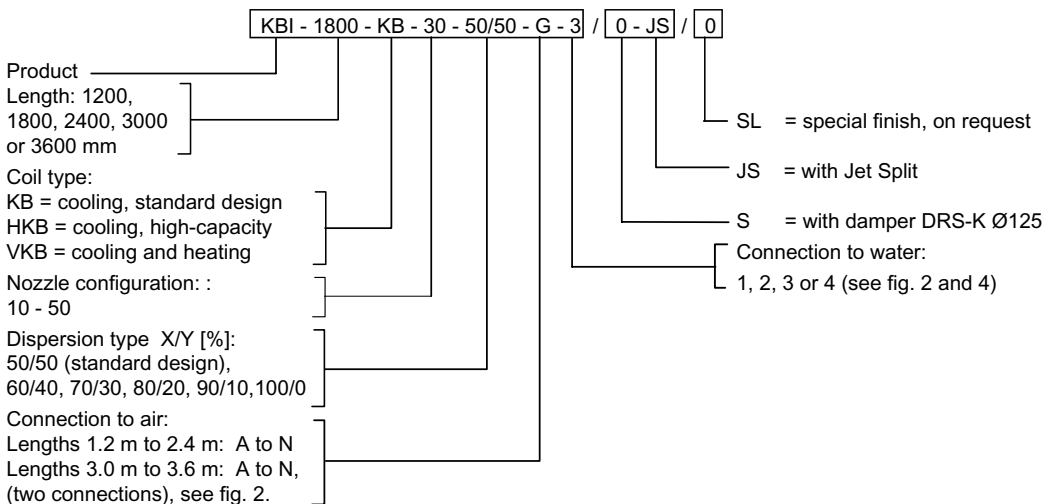 KBI - 1800 - KB - 30 - 50/50 - G - 3 / 0 - JS / 0
Product
Length: 1200,
1800, 2400, 3000
or 3600 mm
Coil type:
KB = cooling, standard design
HKB = cooling, high-capacity
VKB = cooling and heating
Nozzle configuration: :
10 - 50
Dispersion type X/Y [%]:
50/50 (standard design),
60/40, 70/30, 80/20, 90/10,100/0
Connection to air:
Lengths 1.2 m to 2.4 m: A to N
Lengths 3.0 m to 3.6 m: A to N,
(two connections), see fig. 2.
SL = special finish, on request
JS = with Jet Split
S = with damper DRS-K Ø125
Connection to water:
1, 2, 3 or 4 (see fig. 2 and 4)